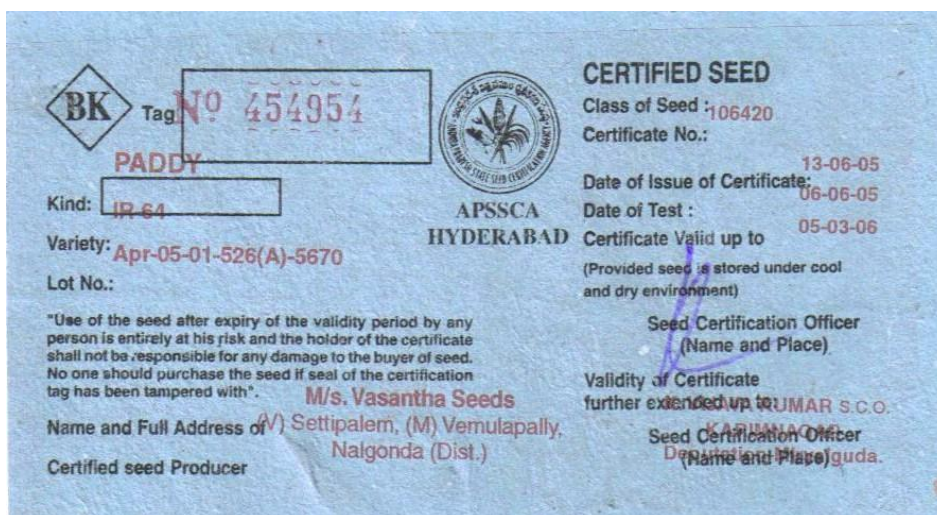 BK
Tag Nº 454954
PADDY
Kind:
IR-64
Variety: Apr-05-01-526(A)-5670
Lot No.:
"Use of the seed after expiry of the validity period by any
person is entirely at his risk and the holder of the certificate
shall not be responsible for any damage to the buyer of seed.
No one should purchase the seed if seal of the certification
tag has been tampered with".
M/s. Vasantha Seeds
Name and Full Address of (V) Settipalem, (M) Vemulapally,
Nalgonda (Dist.)
Certified seed Producer
APSSCA
HYDERABAD
CERTIFIED SEED
Class of Seed : 106420
Certificate No.:
13-06-05
Date of Issue of Certificate:
06-06-05
Date of Test :
05-03-06
Certificate Valid up to
(Provided seed is stored under cool
and dry environment)
Seed Certification Officer
(Name and Place)
Validity of Certificate
further extended up to: KUMAR S.C.O.
KARIMNAGAR
Seed Certification Officer
(Name and Place)